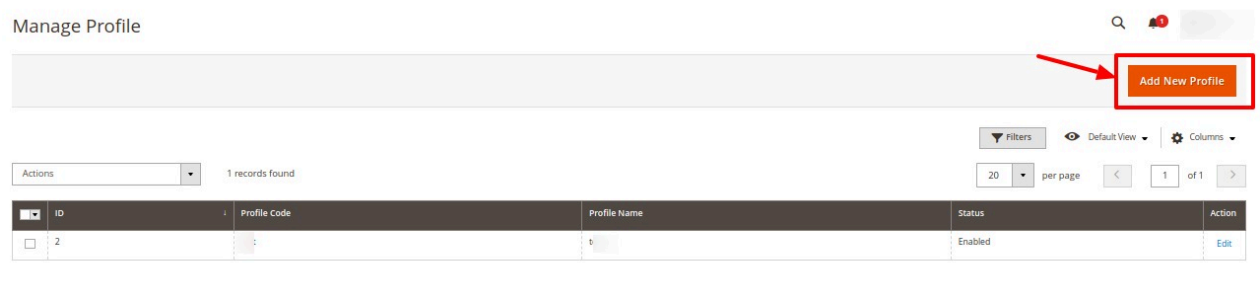 Manage Profile
1
Add New Profile
Filters
Default View
Columns
Actions
1 records found
20
per page
1
of 1
ID
Profile Code
Profile Name
Status
Action
2
Enabled
Edit